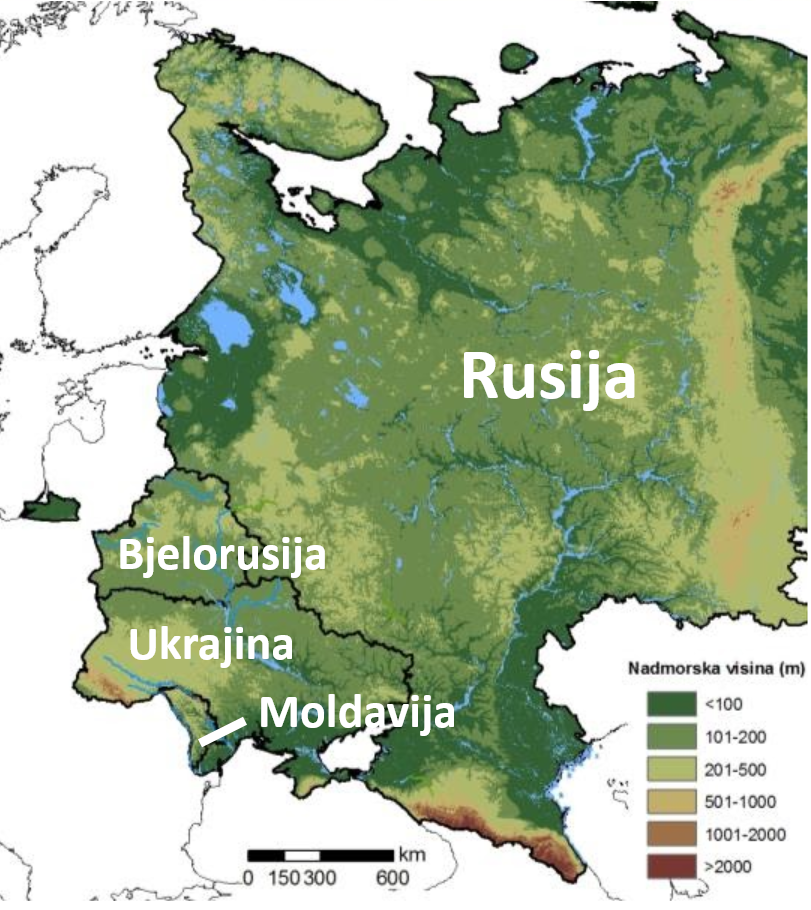 Rusija
Bjelorusija
Ukrajina
Moldavija
Nadmorska visina (m)
<100
101-200
201-500
501-1000
1001-2000
>2000
km
0 150 300 600